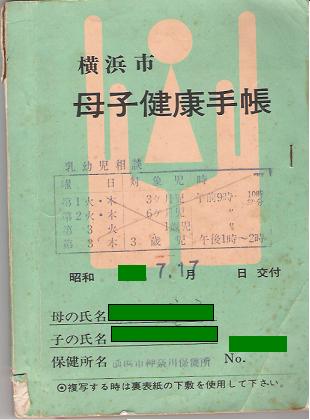 横浜市
母子健康手帳
乳幼児相談
曜 日 対 象 児 時
第1火・木 3ケ月児 午前9時 10時
第2火・木 6ケ 〃
第 3 火 1歳児 〃
第 3 木 3 歳 児 午後1時〜2時
昭和 7.17月 日 交付
母の氏名
子の氏名
保健所名 横浜市神奈川保健所 No.
◎複写する時は裏表紙の下敷を使用して下さい。